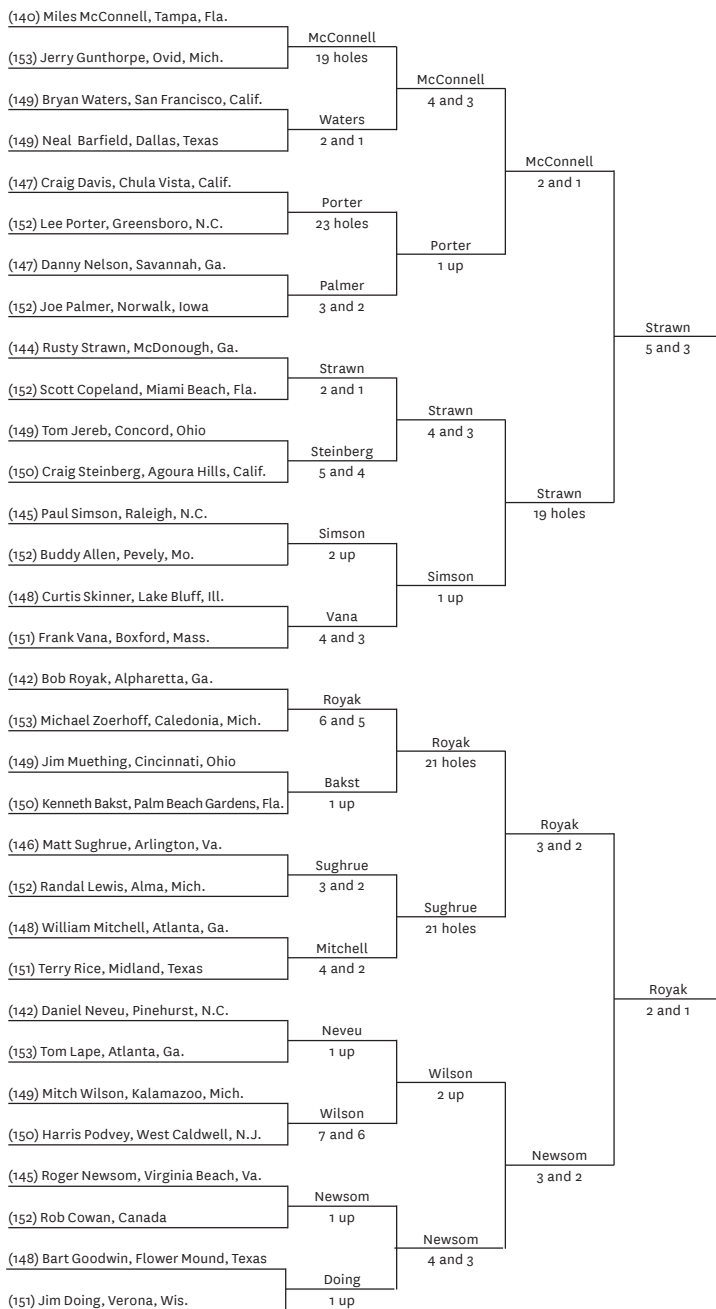 (140) Miles McConnell, Tampa, Fla.
McConnell
(153) Jerry Gunthorpe, Ovid, Mich.
19 holes
McConnell
(149) Bryan Waters, San Francisco, Calif.
4 and 3
Waters
(149) Neal Barfield, Dallas, Texas
2 and 1
McConnell
(147) Craig Davis, Chula Vista, Calif.
2 and 1
Porter
(152) Lee Porter, Greensboro, N.C.
23 holes
Porter
(147) Danny Nelson, Savannah, Ga.
1 up
Palmer
(152) Joe Palmer, Norwalk, Iowa
3 and 2
Strawn
(144) Rusty Strawn, McDonough, Ga.
5 and 3
Strawn
(152) Scott Copeland, Miami Beach, Fla.
2 and 1
Strawn
(149) Tom Jereb, Concord, Ohio
4 and 3
Steinberg
(150) Craig Steinberg, Agoura Hills, Calif.
5 and 4
Strawn
(145) Paul Simson, Raleigh, N.C.
19 holes
Simson
(152) Buddy Allen, Pevely, Mo.
2 up
Simson
(148) Curtis Skinner, Lake Bluff, Ill.
1 up
Vana
(151) Frank Vana, Boxford, Mass.
4 and 3
(142) Bob Royak, Alpharetta, Ga.
Royak
(153) Michael Zoerhoff, Caledonia, Mich.
6 and 5
Royak
(149) Jim Muething, Cincinnati, Ohio
21 holes
Bakst
(150) Kenneth Bakst, Palm Beach Gardens, Fla.
1 up
Royak
(146) Matt Sughrue, Arlington, Va.
3 and 2
Sughrue
(152) Randal Lewis, Alma, Mich.
3 and 2
Sughrue
(148) William Mitchell, Atlanta, Ga.
21 holes
Mitchell
(151) Terry Rice, Midland, Texas
4 and 2
Royak
(142) Daniel Neveu, Pinehurst, N.C.
2 and 1
Neveu
(153) Tom Lape, Atlanta, Ga.
1 up
Wilson
(149) Mitch Wilson, Kalamazoo, Mich.
2 up
Wilson
(150) Harris Podvey, West Caldwell, N.J.
7 and 6
Newsom
(145) Roger Newsom, Virginia Beach, Va.
3 and 2
Newsom
(152) Rob Cowan, Canada
1 up
Newsom
(148) Bart Goodwin, Flower Mound, Texas
4 and 3
Doing
(151) Jim Doing, Verona, Wis.
1 up